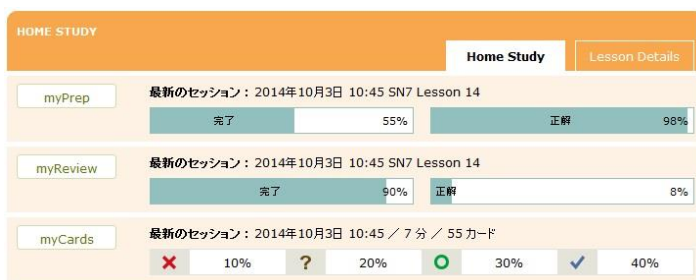 HOME STUDY
Home Study Lesson Details
myPrep
最新のセッション：2014年10月3日 10:45 SN7 Lesson 14
完了 55% 正解 98%
myReview
最新のセッション：2014年10月3日 10:45 SN7 Lesson 14
完了 90% 正解 8%
myCards
最新のセッション：2014年10月3日 10:45 ／ 7 分 ／ 55 カード
10% ? 20% 30% 40%